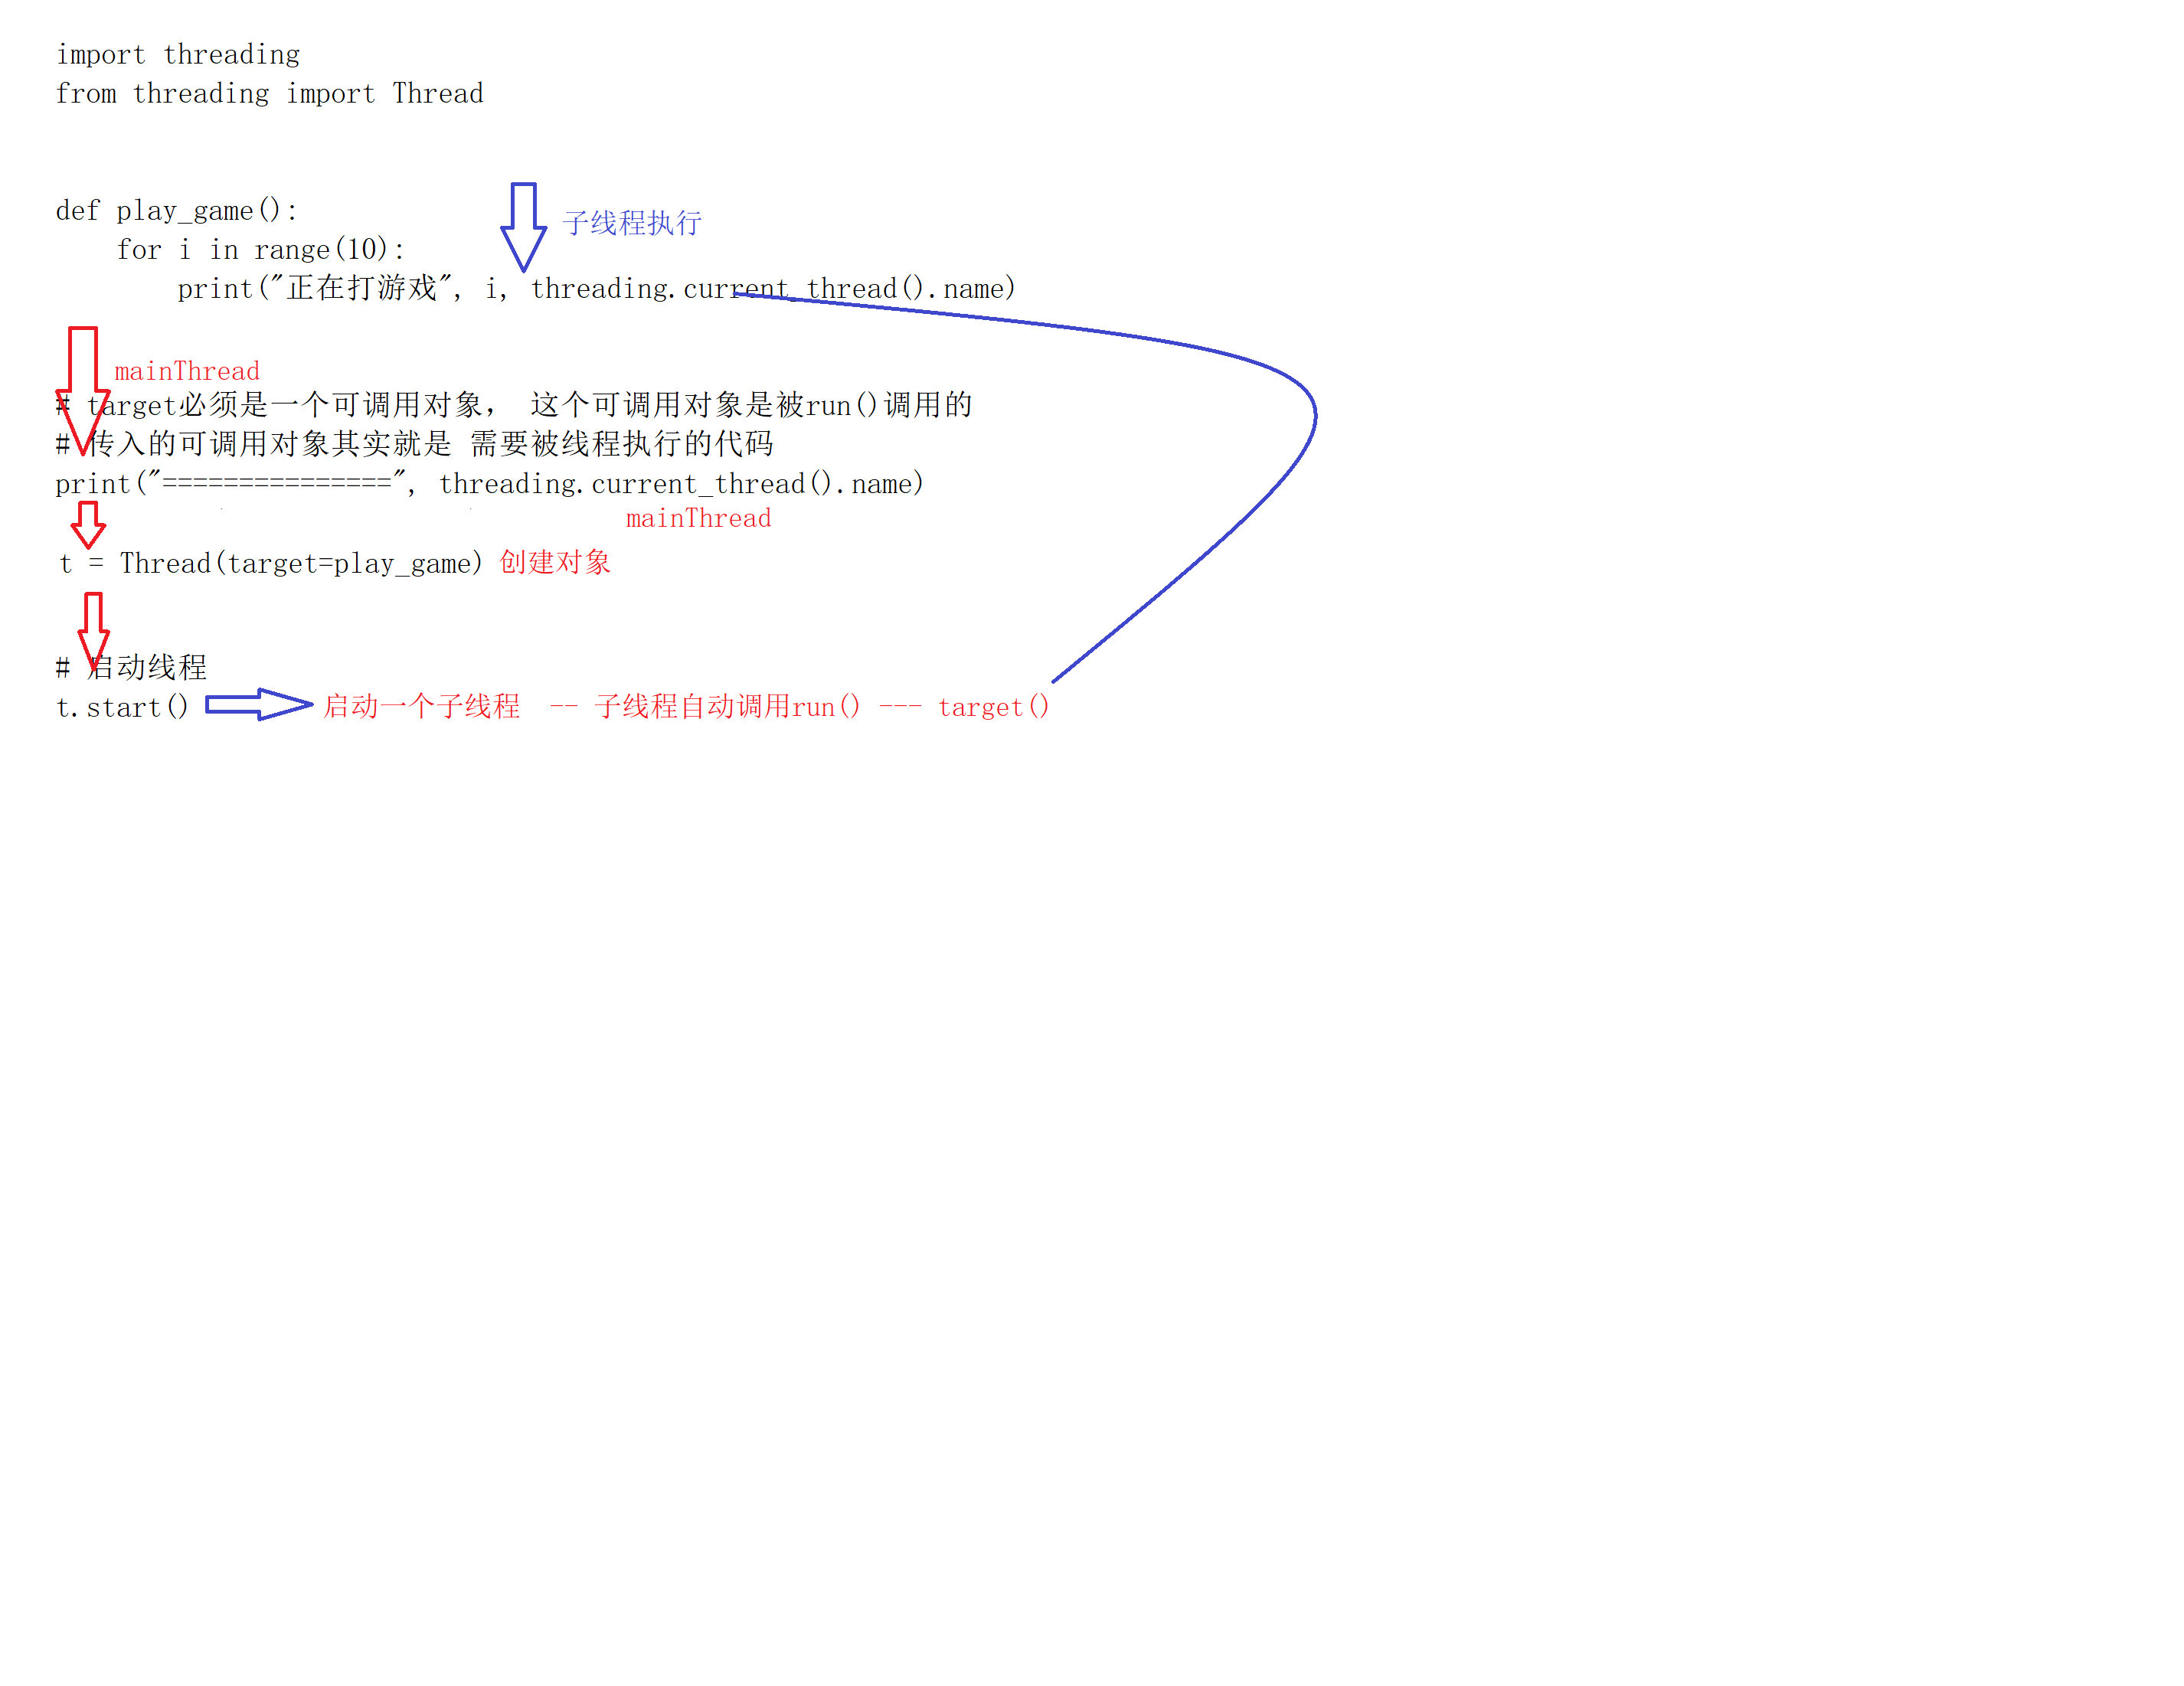 import threading
from threading import Thread
def play_game():
子线程执行
for i in range(10):
print("正在打游戏", i, threading.current_thread().name)
mainThread
# target必须是一个可调用对象， 这个可调用对象是被run()调用的
# 传入的可调用对象其实就是 需要被线程执行的代码
print("===============", threading.current_thread().name)
mainThread
t = Thread(target=play_game) 创建对象
# 启动线程
t.start() 启动一个子线程 -- 子线程自动调用run() --- target()